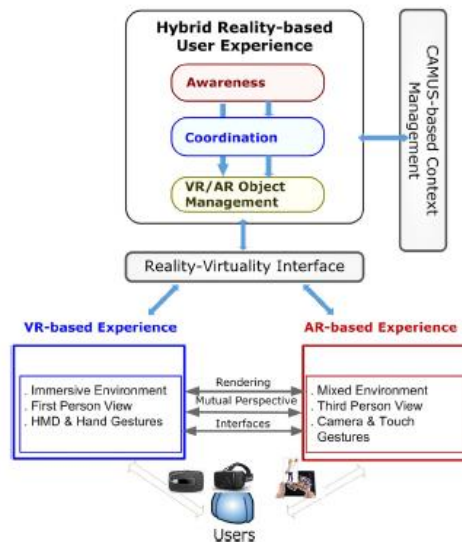 Hybrid Reality-based
User Experience
Awareness
Coordination
VR/AR Object
Management
CAMUS-based Context
Management
Reality-Virtuality Interface
VR-based Experience
AR-based Experience
. Immersive Environment
. First Person View
. HMD & Hand Gestures
Rendering
Mutual Perspective
Interfaces
. Mixed Environment
. Third Person View
. Camera & Touch
Gestures
Users